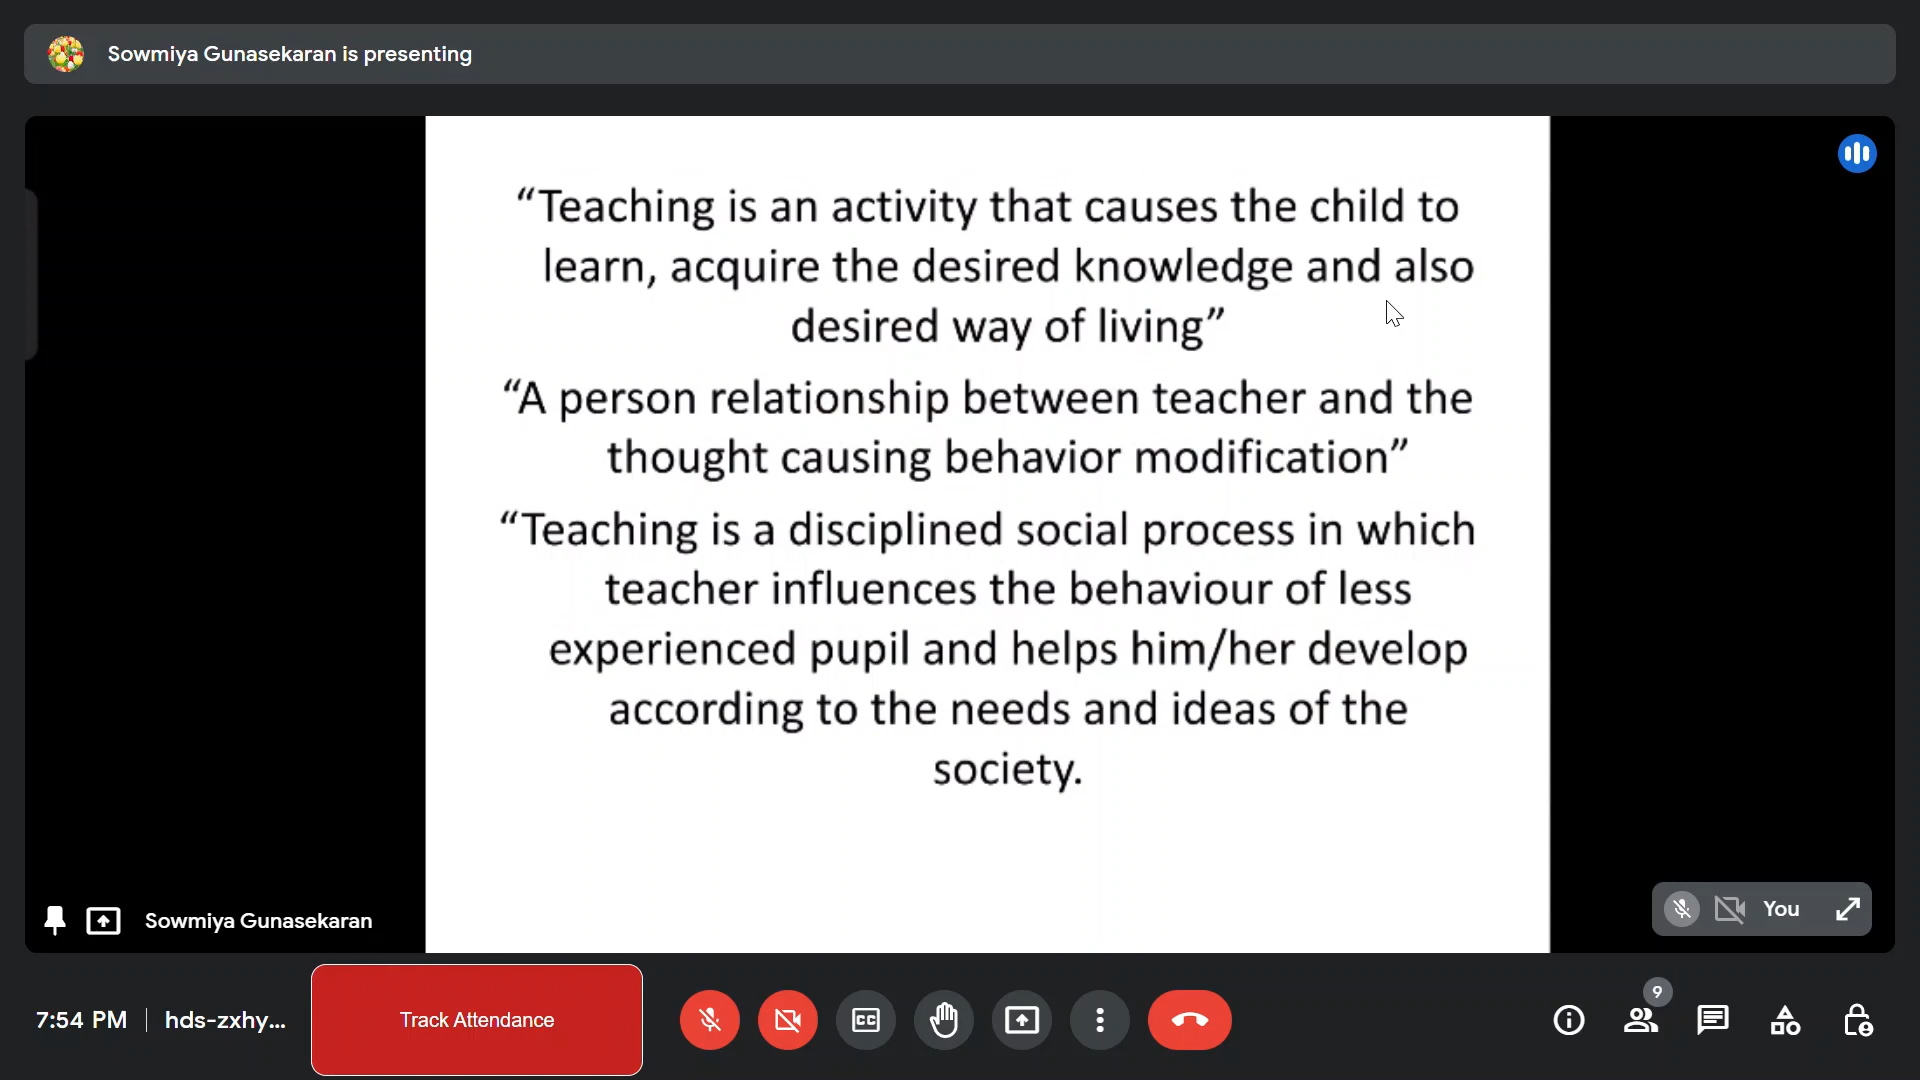 Sowmiya Gunasekaran is presenting
“Teaching is an activity that causes the child to
learn, acquire the desired knowledge and also
desired way of living”
“A person relationship between teacher and the
thought causing behavior modification”
“Teaching is a disciplined social process in which
teacher influences the behaviour of less
experienced pupil and helps him/her develop
according to the needs and ideas of the
society.
Sowmiya Gunasekaran
You
7:54 PM
hds-zxhy...
Track Attendance
CC
9